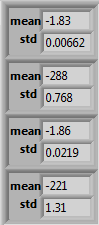 mean -1.83
std 0.00662
mean -288
std 0.768
mean -1.86
std 0.0219
mean -221
std 1.31